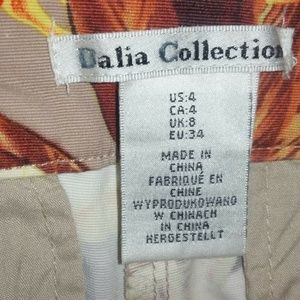 Dalia Collection
US:4
CA:4
UK:8
EU:34
MADE IN
CHINA
FABRIQUÉ EN
CHINE
WYPRODUKOWANO
W CHINACH
IN CHINA
HERGESTELLT